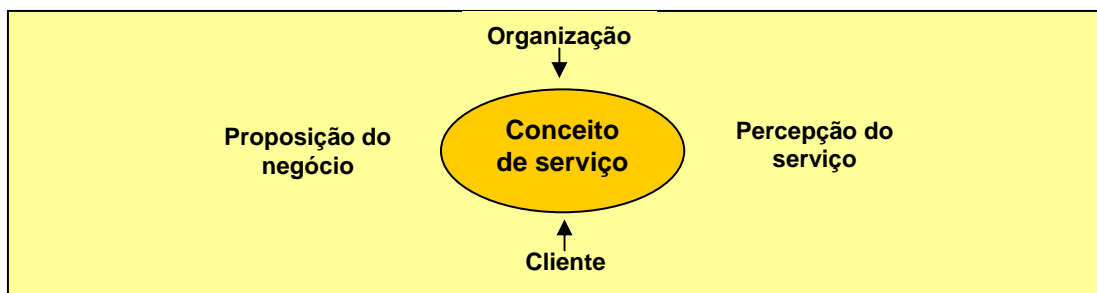 Organização
Proposição do
negócio
Conceito
de serviço
Percepção do
serviço
Cliente